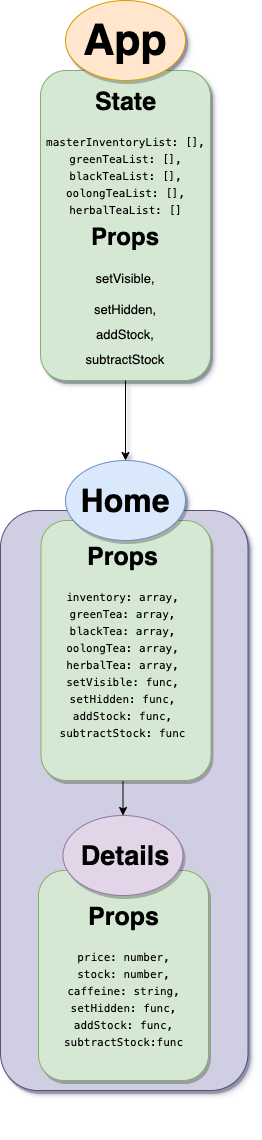 App
State
masterInventoryList: [],
greenTeaList: [],
blackTeaList: [],
oolongTeaList: [],
herbalTeaList: []
Props
setVisible,
setHidden,
addStock,
subtractStock
Home
Props
inventory: array,
greenTea: array,
blackTea: array,
oolongTea: array,
herbalTea: array,
setVisible: func,
setHidden: func,
addStock: func,
subtractStock: func
Details
Props
price: number,
stock: number,
caffeine: string,
setHidden: func,
addStock: func,
subtractStock:func